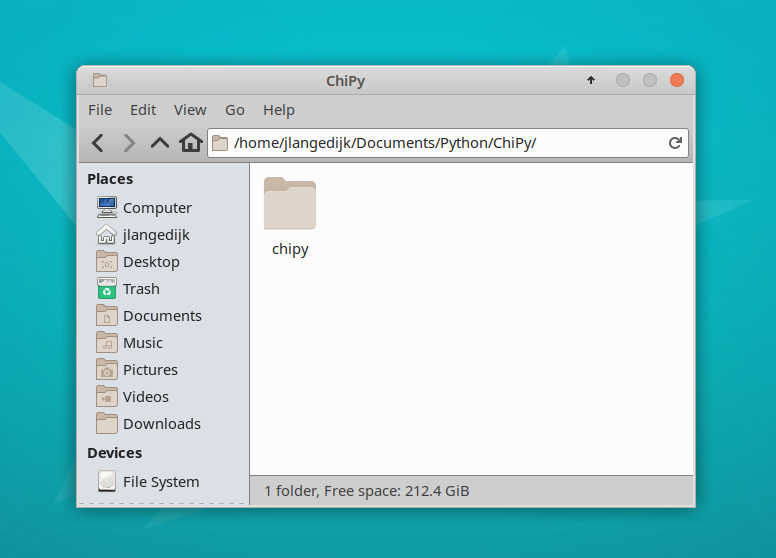 ChiPy
File Edit View Go Help
/home/jlangedijk/Documents/Python/ChiPy/
Places
Computer
jlangedijk
Desktop
Trash
Documents
Music
Pictures
Videos
Downloads
Devices
File System
chipy
1 folder, Free space: 212.4 GiB